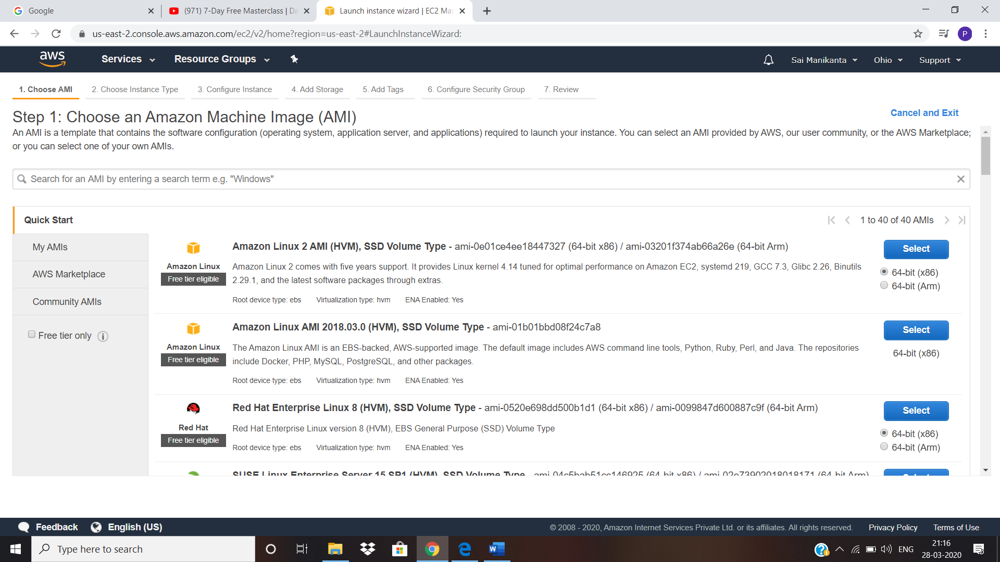 Google
(971) 7-Day Free Masterclass | Da
Launch instance wizard | EC2 Mar
us-east-2.console.aws.amazon.com/ec2/v2/home?region=us-east-2#LaunchInstanceWizard:
P
aws
Services
Resource Groups
Sai Manikanta
Ohio
Support
1. Choose AMI
2. Choose Instance Type
3. Configure Instance
4. Add Storage
5. Add Tags
6. Configure Security Group
7. Review
Step 1: Choose an Amazon Machine Image (AMI)
Cancel and Exit
An AMI is a template that contains the software configuration (operating system, application server, and applications) required to launch your instance. You can select an AMI provided by AWS, our user community, or the AWS Marketplace;
or you can select one of your own AMIs.
Search for an AMI by entering a search term e.g. "Windows"
Quick Start
1 to 40 of 40 AMIs
My AMIs
AWS Marketplace
Community AMIs
Free tier only
Amazon Linux
Free tier eligible
Amazon Linux 2 AMI (HVM), SSD Volume Type - ami-0e01ce4ee18447327 (64-bit x86) / ami-03201f374ab66a26e (64-bit Arm)
Amazon Linux 2 comes with five years support. It provides Linux kernel 4.14 tuned for optimal performance on Amazon EC2, systemd 219, GCC 7.3, Glibc 2.26, Binutils
2.29.1, and the latest software packages through extras.
Root device type: ebs Virtualization type: hvm ENA Enabled: Yes
Select
64-bit (x86)
64-bit (Arm)
Amazon Linux
Free tier eligible
Amazon Linux AMI 2018.03.0 (HVM), SSD Volume Type - ami-01b01bbd08f24c7a8
The Amazon Linux AMI is an EBS-backed, AWS-supported image. The default image includes AWS command line tools, Python, Ruby, Perl, and Java. The repositories
include Docker, PHP, MySQL, PostgreSQL, and other packages.
Root device type: ebs Virtualization type: hvm ENA Enabled: Yes
Select
64-bit (x86)
Red Hat
Free tier eligible
Red Hat Enterprise Linux 8 (HVM), SSD Volume Type - ami-0520e698dd500b1d1 (64-bit x86) / ami-0099847d600887c9f (64-bit Arm)
Red Hat Enterprise Linux version 8 (HVM), EBS General Purpose (SSD) Volume Type
Root device type: ebs Virtualization type: hvm ENA Enabled: Yes
Select
64-bit (x86)
64-bit (Arm)
SUSE Linux Enterprise Server 15 SP1 (HVM), SSD Volume Type - ami-04c5bab51cc146925 (64-bit x86) / ami-02e73902018018171 (64-bit Arm)
Select
Feedback
English (US)
© 2008 - 2020, Amazon Internet Services Private Ltd. or its affiliates. All rights reserved.
Privacy Policy
Terms of Use
Type here to search
ENG
21:16
28-03-2020